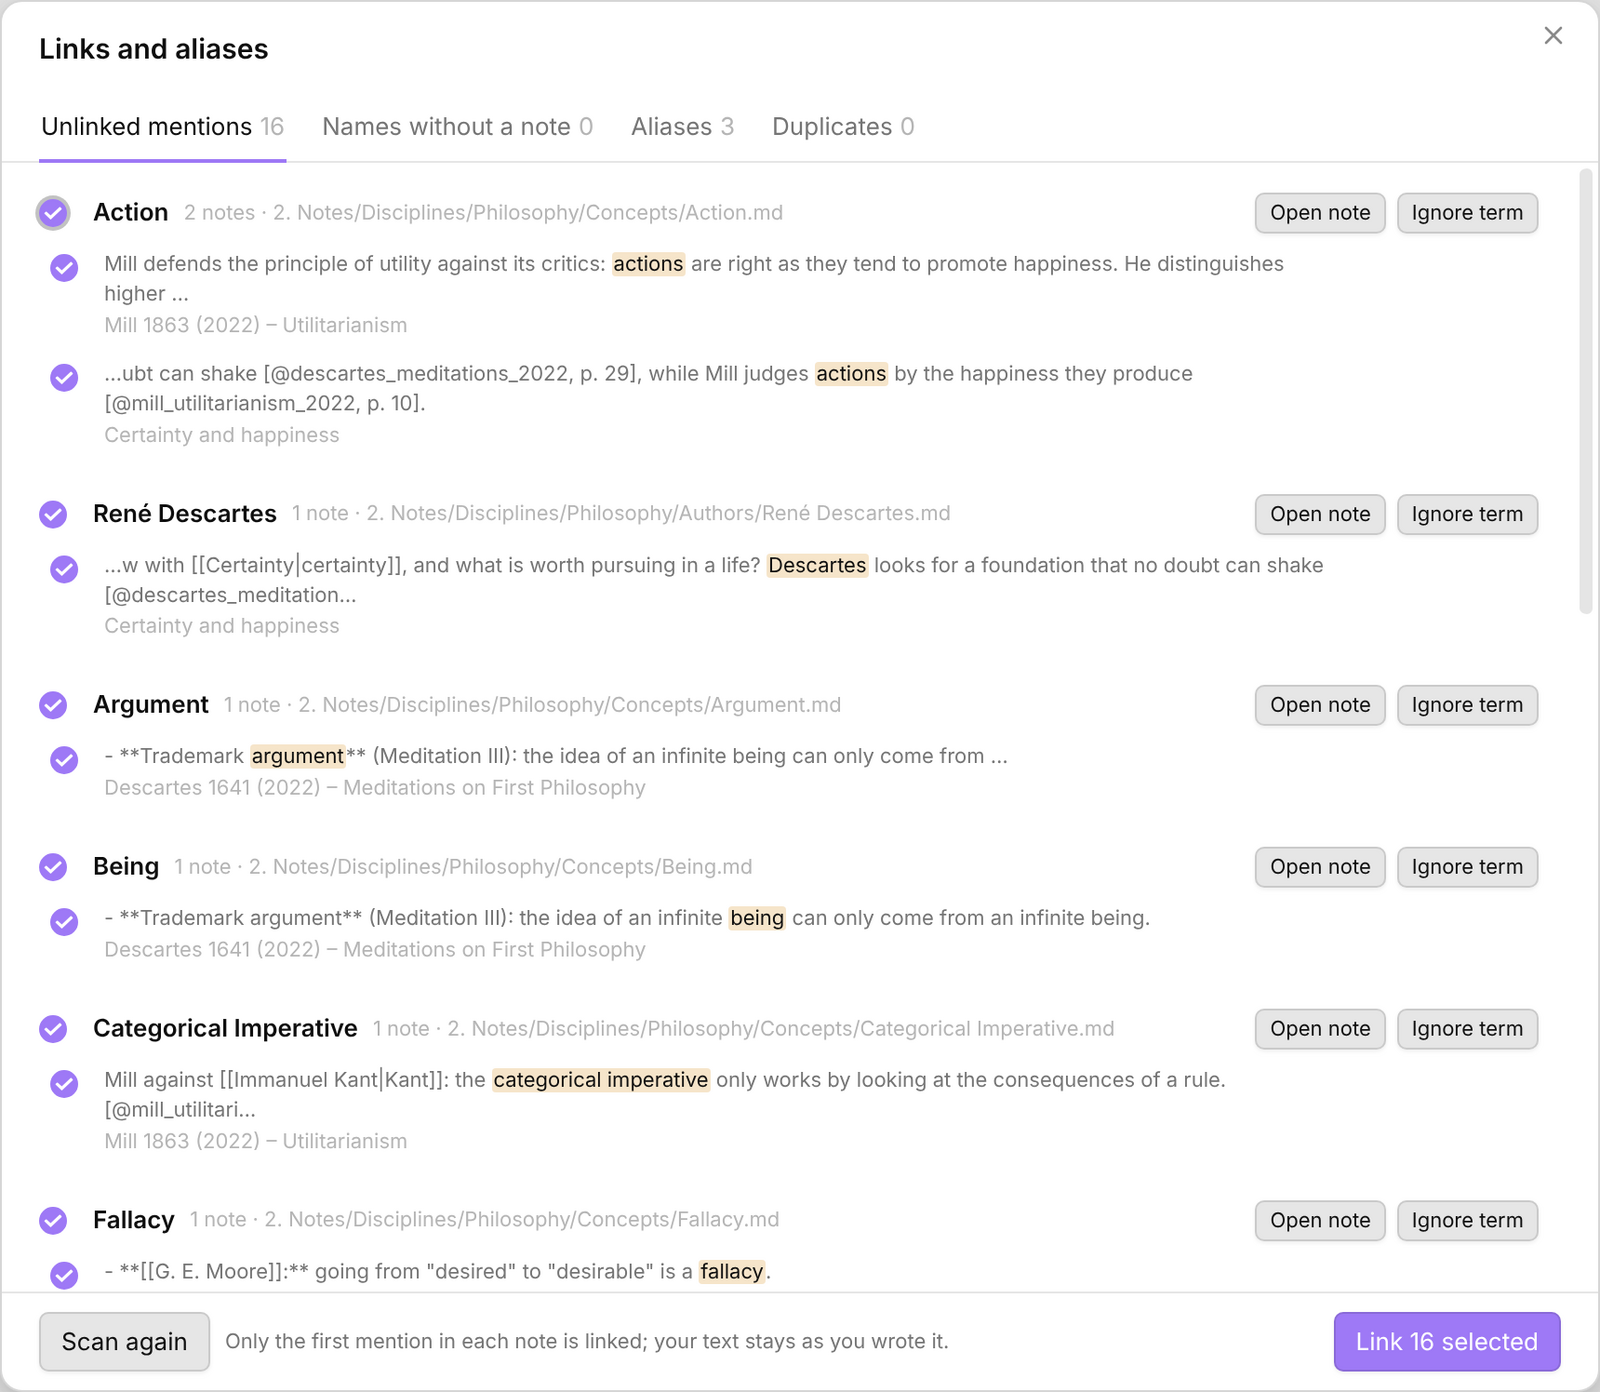 Links and aliases
Unlinked mentions 16 Names without a note 0 Aliases 3 Duplicates 0
Action 2 notes · 2. Notes/Disciplines/Philosophy/Concepts/Action.md Open note Ignore term
Mill defends the principle of utility against its critics: actions are right as they tend to promote happiness. He distinguishes
higher ...
Mill 1863 (2022) – Utilitarianism
...ubt can shake [@descartes_meditations_2022, p. 29], while Mill judges actions by the happiness they produce
[@mill_utilitarianism_2022, p. 10].
Certainty and happiness
René Descartes 1 note · 2. Notes/Disciplines/Philosophy/Authors/René Descartes.md Open note Ignore term
...w with [[Certainty|certainty]], and what is worth pursuing in a life? Descartes looks for a foundation that no doubt can shake
[@descartes_meditation...
Certainty and happiness
Argument 1 note · 2. Notes/Disciplines/Philosophy/Concepts/Argument.md Open note Ignore term
- **Trademark argument** (Meditation III): the idea of an infinite being can only come from ...
Descartes 1641 (2022) – Meditations on First Philosophy
Being 1 note · 2. Notes/Disciplines/Philosophy/Concepts/Being.md Open note Ignore term
- **Trademark argument** (Meditation III): the idea of an infinite being can only come from an infinite being.
Descartes 1641 (2022) – Meditations on First Philosophy
Categorical Imperative 1 note · 2. Notes/Disciplines/Philosophy/Concepts/Categorical Imperative.md Open note Ignore term
Mill against [[Immanuel Kant|Kant]]: the categorical imperative only works by looking at the consequences of a rule.
[@mill_utilitari...
Mill 1863 (2022) – Utilitarianism
Fallacy 1 note · 2. Notes/Disciplines/Philosophy/Concepts/Fallacy.md Open note Ignore term
- **[[G. E. Moore]]:** going from "desired" to "desirable" is a fallacy.
Scan again Only the first mention in each note is linked; your text stays as you wrote it. Link 16 selected